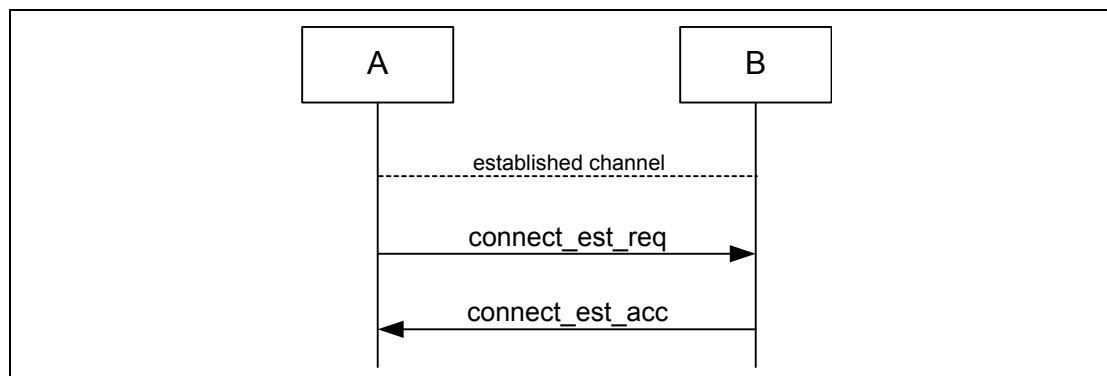 A
B
established channel
connect_est_req
connect_est_acc